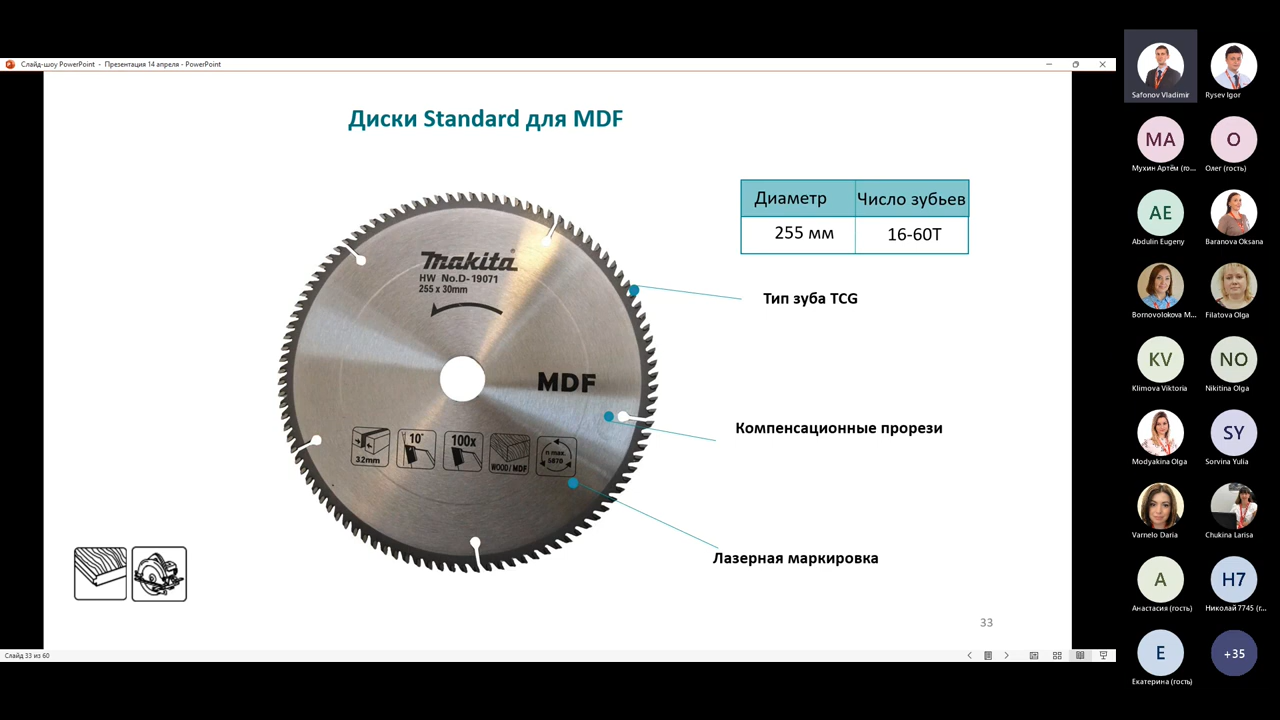 Слайд-шоу PowerPoint - Презентация 14 апреля - PowerPoint
Диски Standard для MDF
Диаметр Число зубьев
255 мм 16-60T
Makita
HW No.D-19071
255 x 30mm
MDF
3.2mm
10°
100x
WOOD/MDF
n max.
5870
Тип зуба TCG
Компенсационные прорези
Лазерная маркировка
33
Слайд 33 из 60
Safonov Vladimir
Rysev Igor
MA
Мухин Артём (го...
О
Олег (гость)
AE
Abdulin Eugeny
Baranova Oksana
Bornovolokova M...
Filatova Olga
KV
Klimova Viktoria
NO
Nikitina Olga
Modyakina Olga
SY
Sorvina Yulia
Varnelo Daria
Chukina Larisa
А
Анастасия (гость)
Н7
Николай 7745 (г...
Е
Екатерина (гость)
+35